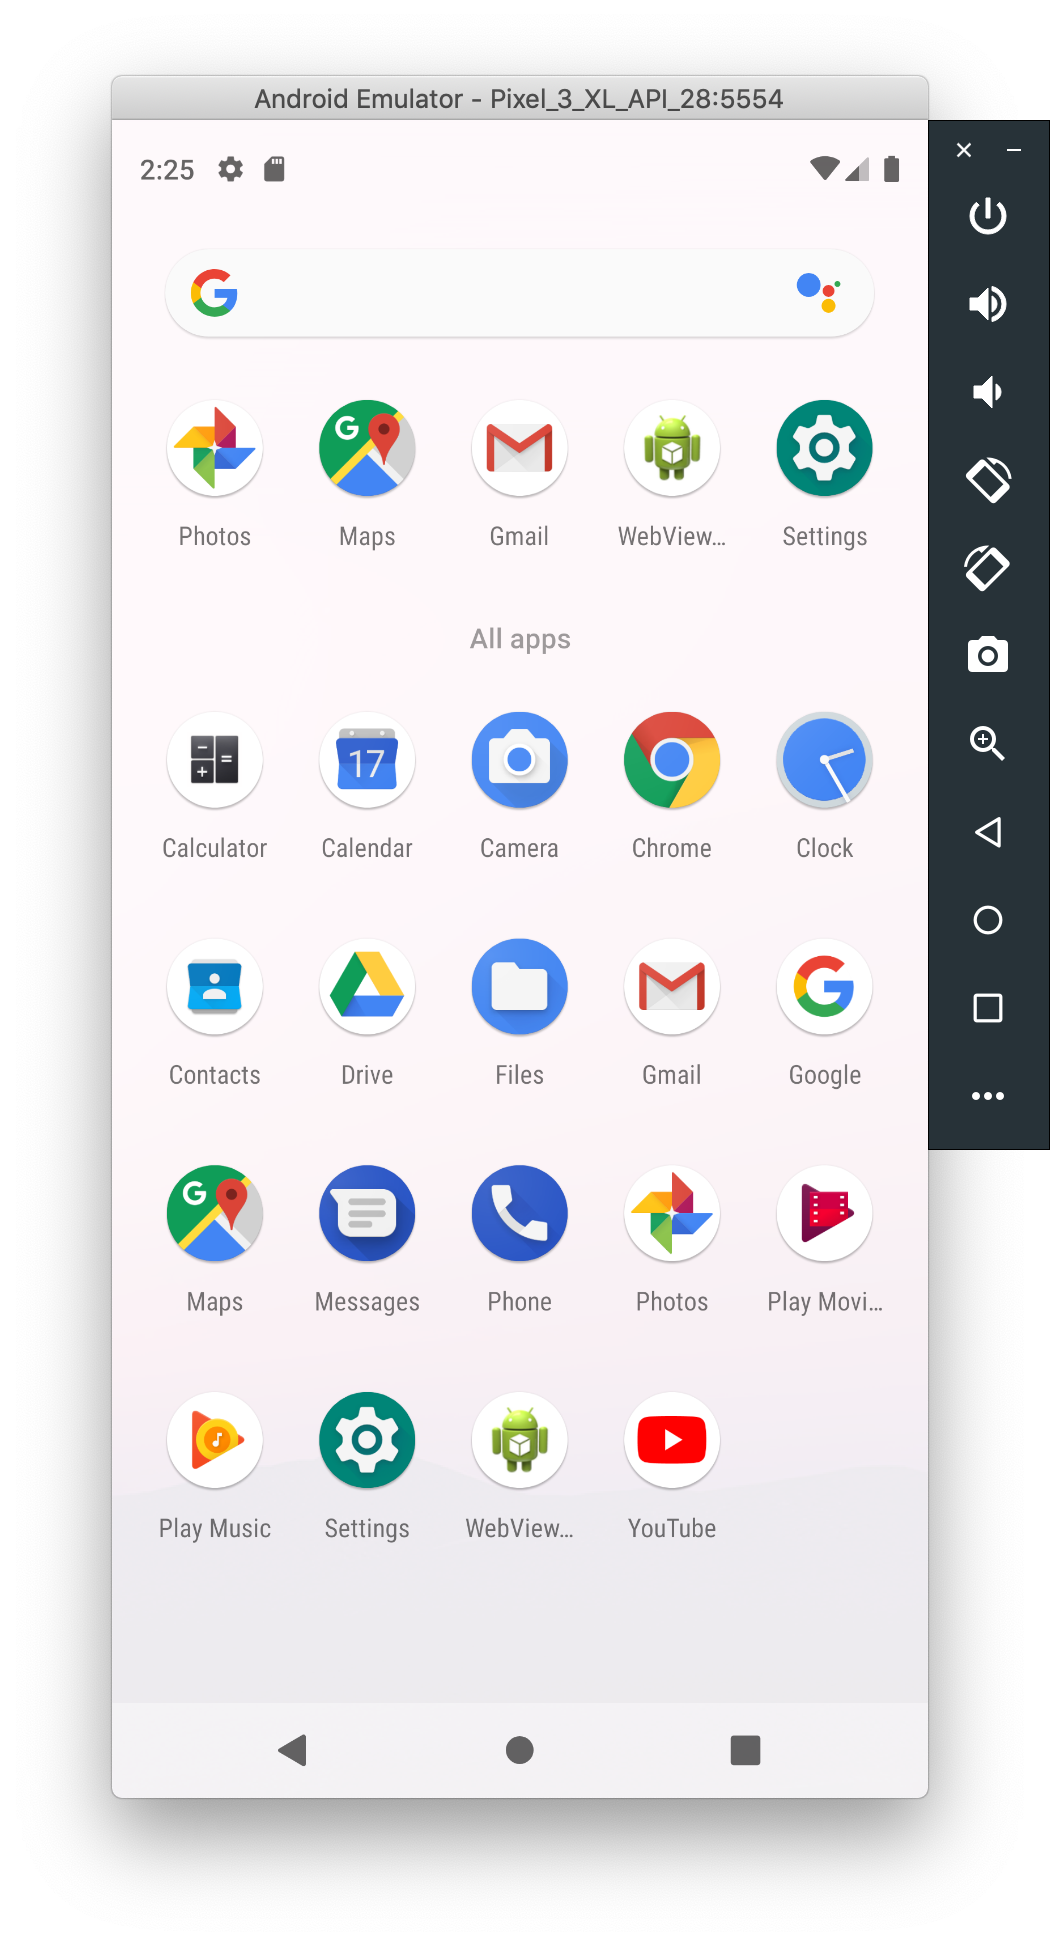 Android Emulator - Pixel_3_XL_API_28:5554
2:25
Photos Maps Gmail WebView... Settings
All apps
17
Calculator Calendar Camera Chrome Clock
Contacts Drive Files Gmail Google
Maps Messages Phone Photos Play Movi...
Play Music Settings WebView... YouTube